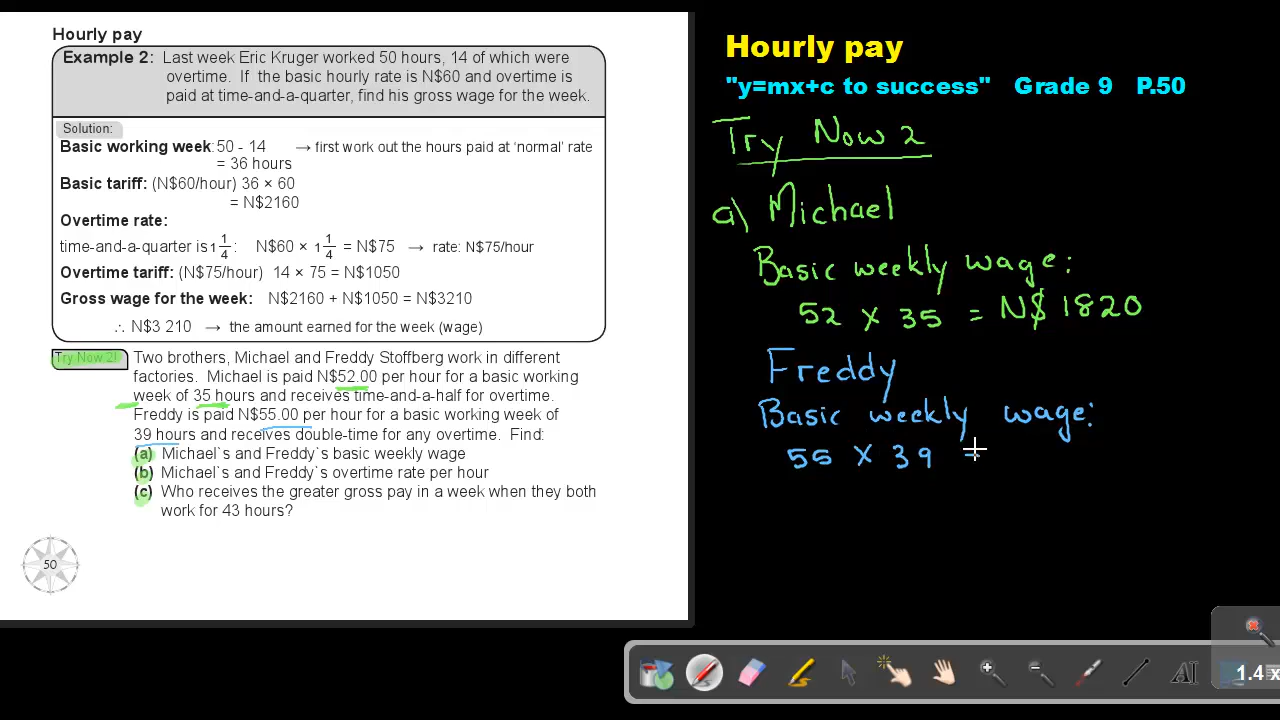 Hourly pay
Example 2: Last week Eric Kruger worked 50 hours, 14 of which were
overtime. If the basic hourly rate is N$60 and overtime is
paid at time-and-a-quarter, find his gross wage for the week.
Solution:
Basic working week: 50 - 14 → first work out the hours paid at ‘normal’ rate
= 36 hours
Basic tariff: (N$60/hour) 36 × 60
= N$2160
Overtime rate:
time-and-a-quarter is 1 1/4 : N$60 × 1 1/4 = N$75 → rate: N$75/hour
Overtime tariff: (N$75/hour) 14 × 75 = N$1050
Gross wage for the week: N$2160 + N$1050 = N$3210
∴ N$3 210 → the amount earned for the week (wage)
Try Now 2! Two brothers, Michael and Freddy Stoffberg work in different
factories. Michael is paid N$52.00 per hour for a basic working
week of 35 hours and receives time-and-a-half for overtime.
Freddy is paid N$55.00 per hour for a basic working week of
39 hours and receives double-time for any overtime. Find:
(a) Michael`s and Freddy`s basic weekly wage
(b) Michael`s and Freddy`s overtime rate per hour
(c) Who receives the greater gross pay in a week when they both
work for 43 hours?
50
Hourly pay
"y=mx+c to success" Grade 9 P.50
Try Now 2
a) Michael
Basic weekly wage:
52 × 35 = N$ 1820
Freddy
Basic weekly wage:
55 × 39 =
AI
1.4 x